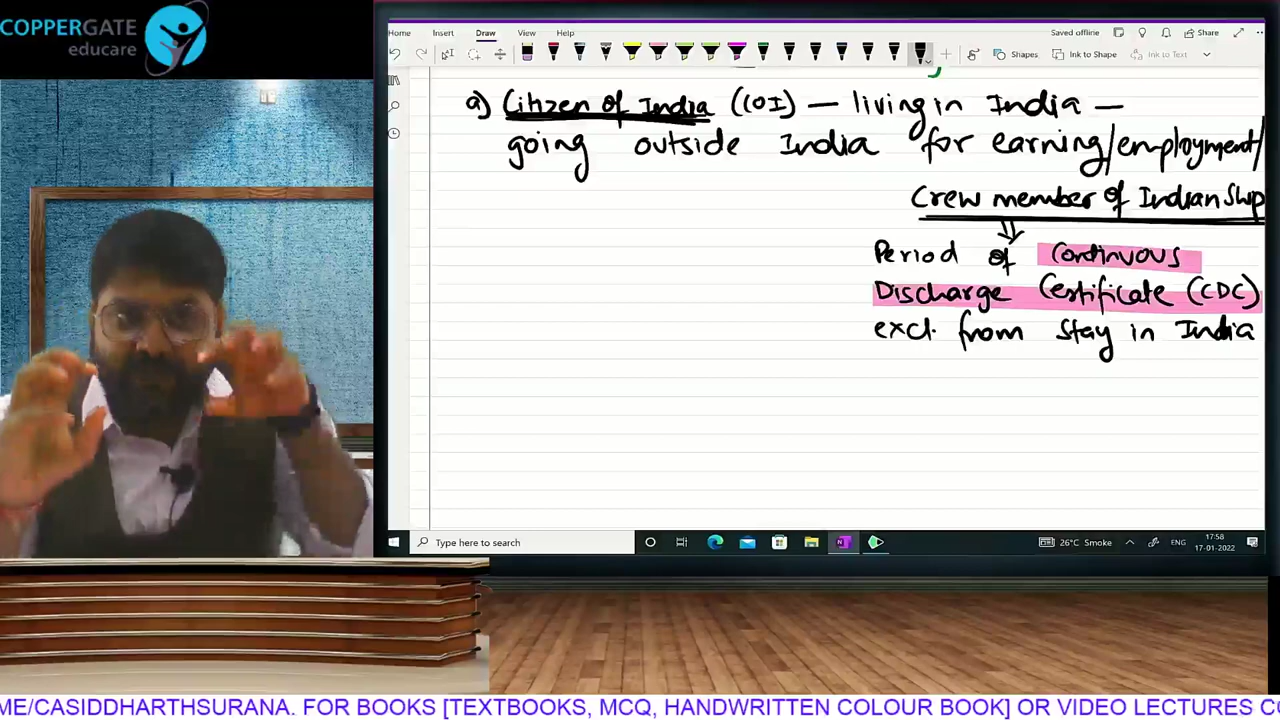 COPPERGATE
educare
Home Insert Draw View Help
Saved offline
Share
Shapes
Ink to Shape
Ink to Text
a) Citizen of India (COI) — living in India —
going outside India for earning/employment/
Crew member of Indian Ship
⇓
Period of Continuous
Discharge Certificate (CDC)
excl. from stay in India
Type here to search
26°C Smoke
ENG
17:58
17-01-2022
ME/CASIDDHARTHSURANA. FOR BOOKS [TEXTBOOKS, MCQ, HANDWRITTEN COLOUR BOOK] OR VIDEO LECTURES CO